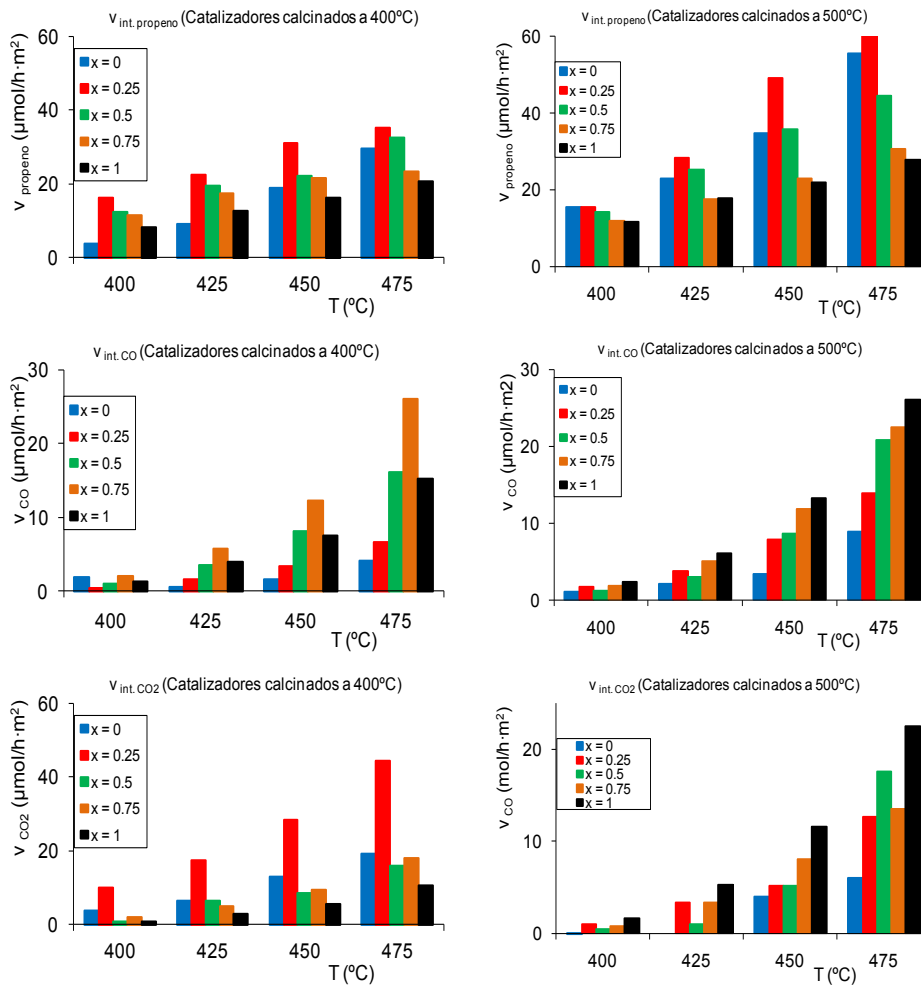 v int. propeno (Catalizadores calcinados a 400ºC)
v propeno (µmol/h·m²)
60
40
20
0
x = 0
x = 0.25
x = 0.5
x = 0.75
x = 1
400 425 450 475
T (ºC)
v int. propeno (Catalizadores calcinados a 500ºC)
v propeno (µmol/h·m²)
60
40
20
0
x = 0
x = 0.25
x = 0.5
x = 0.75
x = 1
400 425 450 475
T (ºC)
v int. CO (Catalizadores calcinados a 400ºC)
v CO (µmol/h·m²)
30
20
10
0
x = 0
x = 0.25
x = 0.5
x = 0.75
x = 1
400 425 450 475
T (ºC)
v int. CO (Catalizadores calcinados a 500ºC)
v CO (µmol/h·m2)
30
20
10
0
x = 0
x = 0.25
x = 0.5
x = 0.75
x = 1
400 425 450 475
T (ºC)
v int. CO2 (Catalizadores calcinados a 400ºC)
v CO2 (µmol/h·m²)
60
40
20
0
x = 0
x = 0.25
x = 0.5
x = 0.75
x = 1
400 425 450 475
T (ºC)
v int. CO2 (Catalizadores calcinados a 500ºC)
v CO (mol/h·m²)
20
10
0
x = 0
x = 0.25
x = 0.5
x = 0.75
x = 1
400 425 450 475
T (ºC)